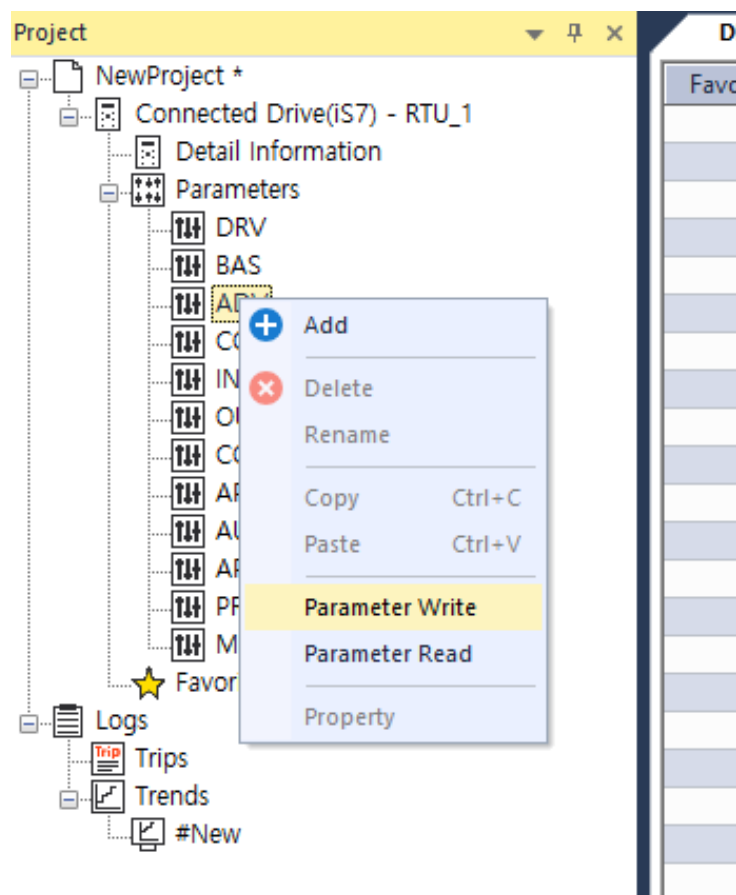 Project
NewProject *
Connected Drive(iS7) - RTU_1
Detail Information
Parameters
DRV
BAS
Add
Delete
Rename
Copy Ctrl+C
Paste Ctrl+V
Parameter Write
Parameter Read
Property
Logs
Trip
Trips
Trends
#New